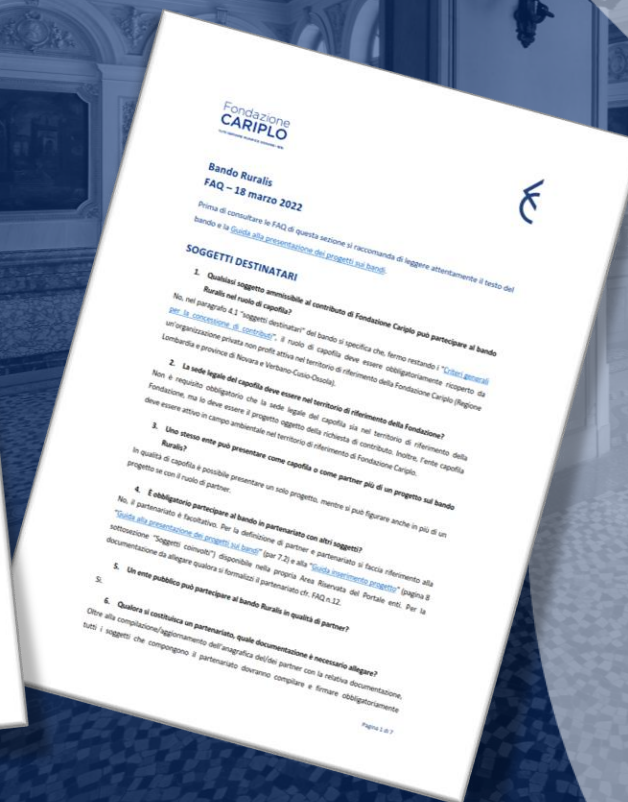 Fondazione
CARIPLO
Bando Ruralis
FAQ – 18 marzo 2022
Prima di consultare le FAQ di questa sezione si raccomanda di leggere attentamente il testo del
bando e la Guida alla presentazione dei progetti sui bandi.
SOGGETTI DESTINATARI
1. Qualsiasi soggetto ammissibile al contributo di Fondazione Cariplo può partecipare al bando
Ruralis nel ruolo di capofila?
No, nel paragrafo 4.1 "soggetti destinatari" del bando si specifica che, fermo restando i "Criteri generali
per la concessione di contributi", il ruolo di capofila deve essere obbligatoriamente ricoperto da
un'organizzazione privata non profit attiva nel territorio di riferimento della Fondazione Cariplo (Regione
Lombardia e province di Novara e Verbano-Cusio-Ossola).
2. La sede legale del capofila deve essere nel territorio di riferimento della Fondazione?
Non è requisito obbligatorio che la sede legale del capofila sia nel territorio di riferimento della
Fondazione, ma lo deve essere il progetto oggetto della richiesta di contributo. Inoltre, l'ente capofila
deve essere attivo in campo ambientale nel territorio di riferimento di Fondazione Cariplo.
3. Uno stesso ente può presentare come capofila o come partner più di un progetto sul bando
Ruralis?
In qualità di capofila è possibile presentare un solo progetto, mentre si può figurare anche in più di un
progetto se con il ruolo di partner.
4. È obbligatorio partecipare al bando in partenariato con altri soggetti?
No, il partenariato è facoltativo. Per la definizione di partner e partenariato si faccia riferimento alla
"Guida alla presentazione dei progetti sui bandi" (par 7.2) e alla "Guida inserimento progetto" (pagina 8
sottosezione "Soggetti coinvolti") disponibile nella propria Area Riservata del Portale enti. Per la
documentazione da allegare qualora si formalizzi il partenariato cfr. FAQ n.12.
5. Un ente pubblico può partecipare al bando Ruralis in qualità di partner?
Si.
6. Qualora si costituisca un partenariato, quale documentazione è necessario allegare?
Oltre alla compilazione/aggiornamento dell'anagrafica del/dei partner con la relativa documentazione,
tutti i soggetti che compongono il partenariato dovranno compilare e firmare obbligatoriamente
Pagina 1 di 7